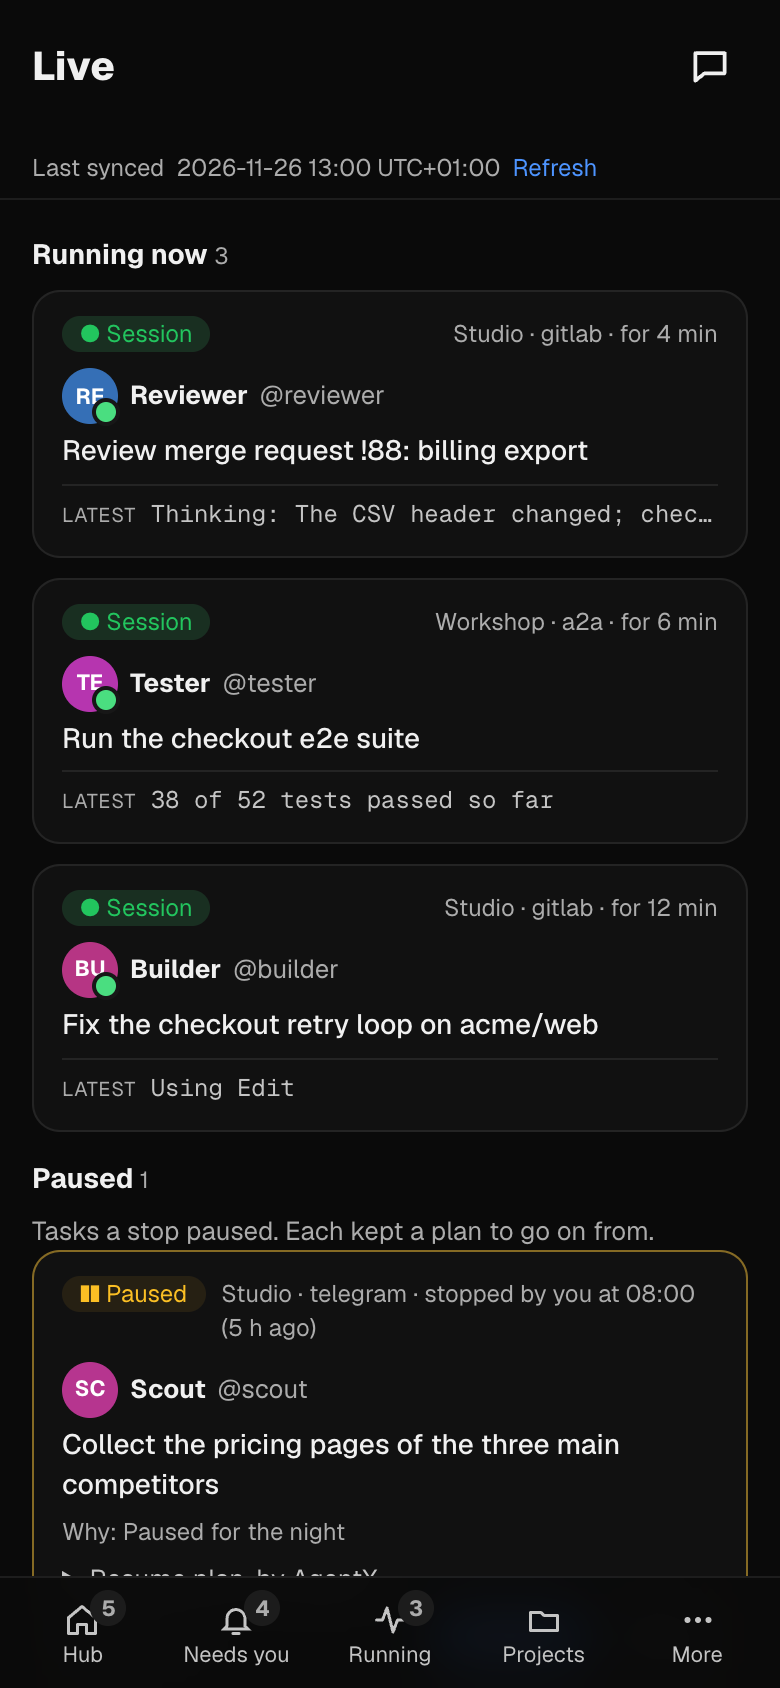 Live
Last synced 2026-11-26 13:00 UTC+01:00 Refresh
Running now 3
Session
Studio · gitlab · for 4 min
Reviewer @reviewer
Review merge request !88: billing export
LATEST Thinking: The CSV header changed; chec…
Session
Workshop · a2a · for 6 min
TE
Tester @tester
Run the checkout e2e suite
LATEST 38 of 52 tests passed so far
Session
Studio · gitlab · for 12 min
BU
Builder @builder
Fix the checkout retry loop on acme/web
LATEST Using Edit
Paused 1
Tasks a stop paused. Each kept a plan to go on from.
Paused
Studio · telegram · stopped by you at 08:00
(5 h ago)
SC
Scout @scout
Collect the pricing pages of the three main
competitors
Why: Paused for the night
Resume plan, by AgentX
5
4
3
Hub
Needs you
Running
Projects
More